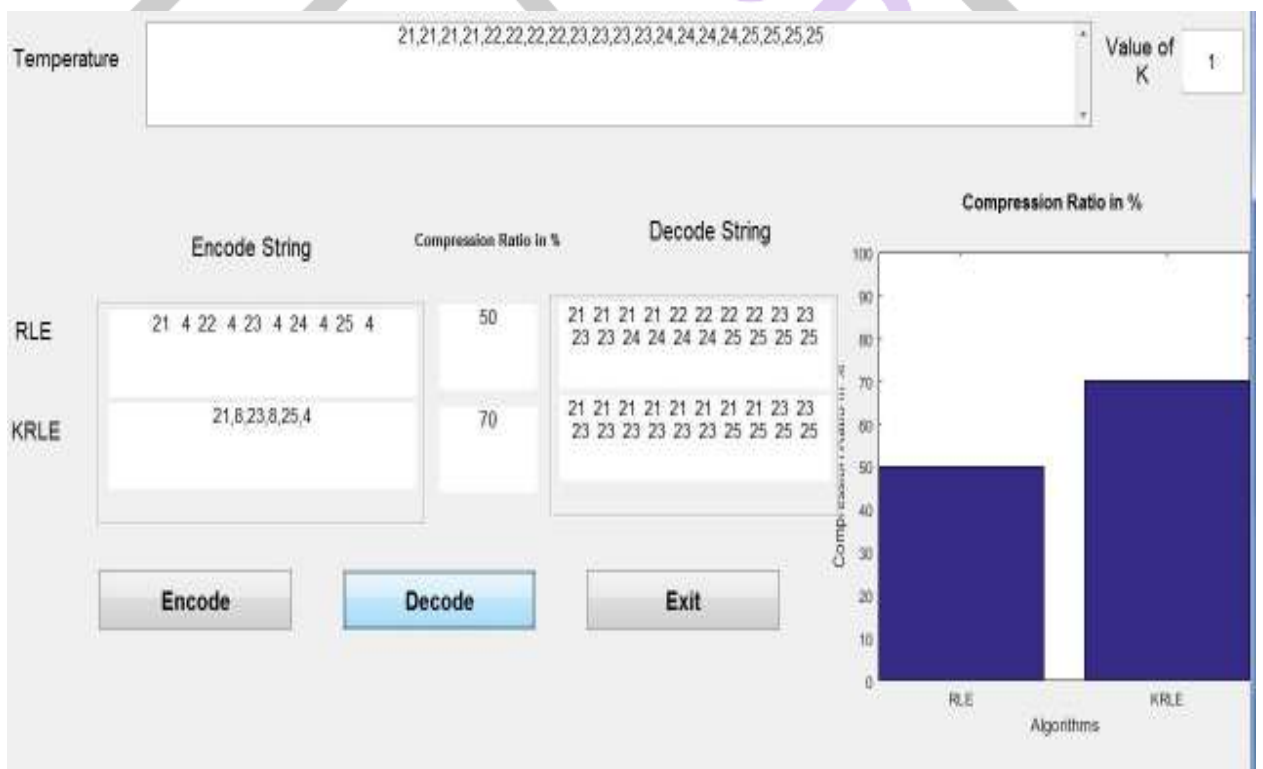 21,21,21,21,22,22,22,22,23,23,23,23,24,24,24,24,25,25,25,25
Temperature
Value of
K
1
Compression Ratio in %
Encode String
Compression Ratio in %
Decode String
RLE
21 4 22 4 23 4 24 4 25 4
50
21 21 21 21 22 22 22 22 23 23
23 23 24 24 24 24 25 25 25 25
KRLE
21,8,23,8,25,4
70
21 21 21 21 21 21 21 21 23 23
23 23 23 23 23 23 25 25 25 25
Encode
Decode
Exit
100
90
80
70
60
50
40
30
20
10
0
Compression Ratio in %
RLE
KRLE
Algorithms